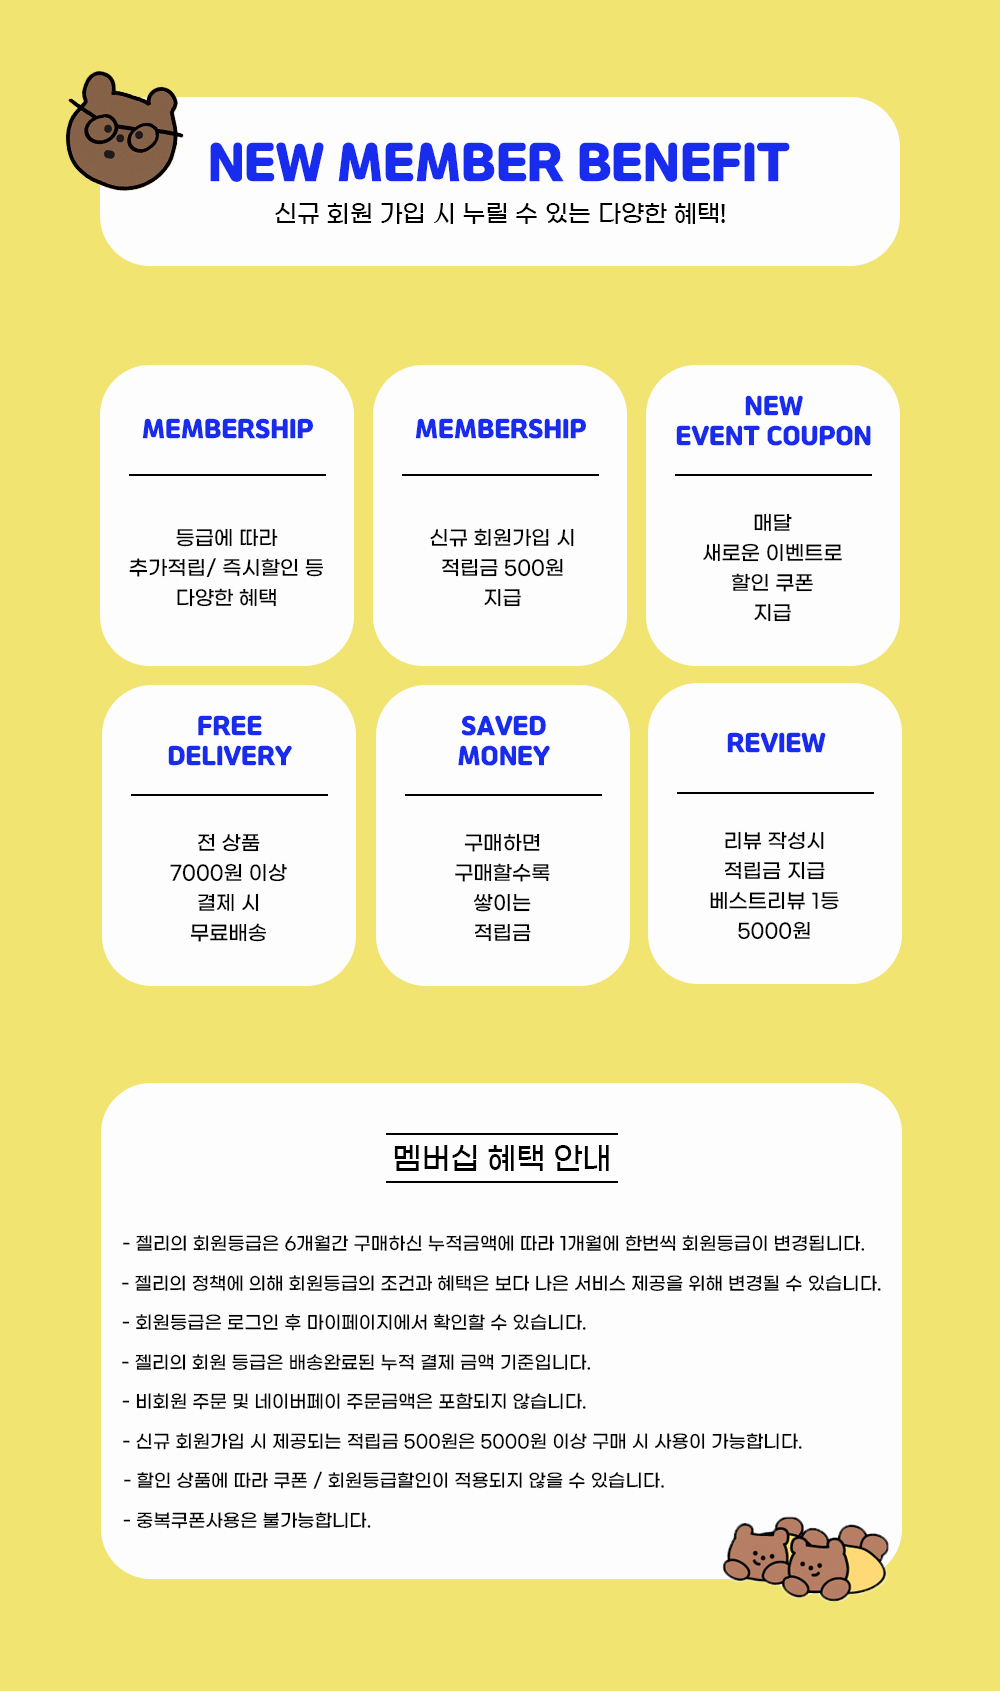 NEW MEMBER BENEFIT
신규 회원 가입 시 누릴 수 있는 다양한 혜택!
MEMBERSHIP
등급에 따라
추가적립/ 즉시할인 등
다양한 혜택
MEMBERSHIP
신규 회원가입 시
적립금 500원
지급
NEW
EVENT COUPON
매달
새로운 이벤트로
할인 쿠폰
지급
FREE
DELIVERY
전 상품
7000원 이상
결제 시
무료배송
SAVED
MONEY
구매하면
구매할수록
쌓이는
적립금
REVIEW
리뷰 작성시
적립금 지급
베스트리뷰 1등
5000원
멤버십 혜택 안내
- 젤리의 회원등급은 6개월간 구매하신 누적금액에 따라 1개월에 한번씩 회원등급이 변경됩니다.
- 젤리의 정책에 의해 회원등급의 조건과 혜택은 보다 나은 서비스 제공을 위해 변경될 수 있습니다.
- 회원등급은 로그인 후 마이페이지에서 확인할 수 있습니다.
- 젤리의 회원 등급은 배송완료된 누적 결제 금액 기준입니다.
- 비회원 주문 및 네이버페이 주문금액은 포함되지 않습니다.
- 신규 회원가입 시 제공되는 적립금 500원은 5000원 이상 구매 시 사용이 가능합니다.
- 할인 상품에 따라 쿠폰 / 회원등급할인이 적용되지 않을 수 있습니다.
- 중복쿠폰사용은 불가능합니다.